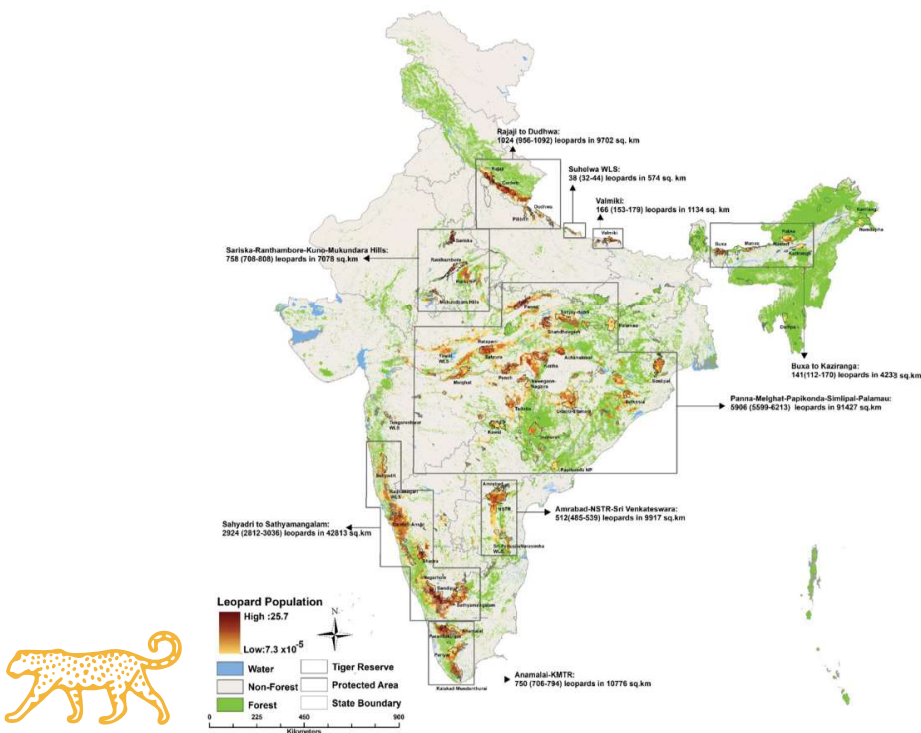 Rajaji to Dudhwa:
1024 (956-1092) leopards in 9702 sq. km
Suhelwa WLS:
38 (32-44) leopards in 574 sq. km
Valmiki:
166 (153-179) leopards in 1134 sq. km
Sariska-Ranthambore-Kuno-Mukundara Hills:
758 (708-808) leopards in 7078 sq.km
Buxa to Kaziranga:
141(112-170) leopards in 4233 sq.km
Panna-Melghat-Papikonda-Simlipal-Palamau:
5906 (5599-6213) leopards in 91427 sq.km
Amrabad-NSTR-Sri Venkateswara:
512(485-539) leopards in 9917 sq.km
Sahyadri to Sathyamangalam:
2924 (2812-3036) leopards in 42813 sq.km
Anamalai-KMTR:
750 (706-794) leopards in 10776 sq.km
Corbett
Dudhwa
Pilibhit
Valmiki
Sariska
Ranthambore
Kuno NP
Mukundara Hills
Buxa
Manas
Kaziranga
Namdapha
Dampa
Panna
Bandhavgarh
Palamau
Satpura
Melghat
Pench
Kanha
Achanakmar
Simlipal
Satkosia
Tadoba
Kawal
Papikonda NP
Sahyadri
Bhadra
Nagarhole
Bandipur
Sathyamangalam
Amrabad
NSTR
Anamalai
Parambikulam
Periyar
Kalakad-Mundanthurai
Leopard Population
High :25.7
Low:7.3 x10-5
N
Water
Non-Forest
Forest
Tiger Reserve
Protected Area
State Boundary
0 225 450 900
Kilometers